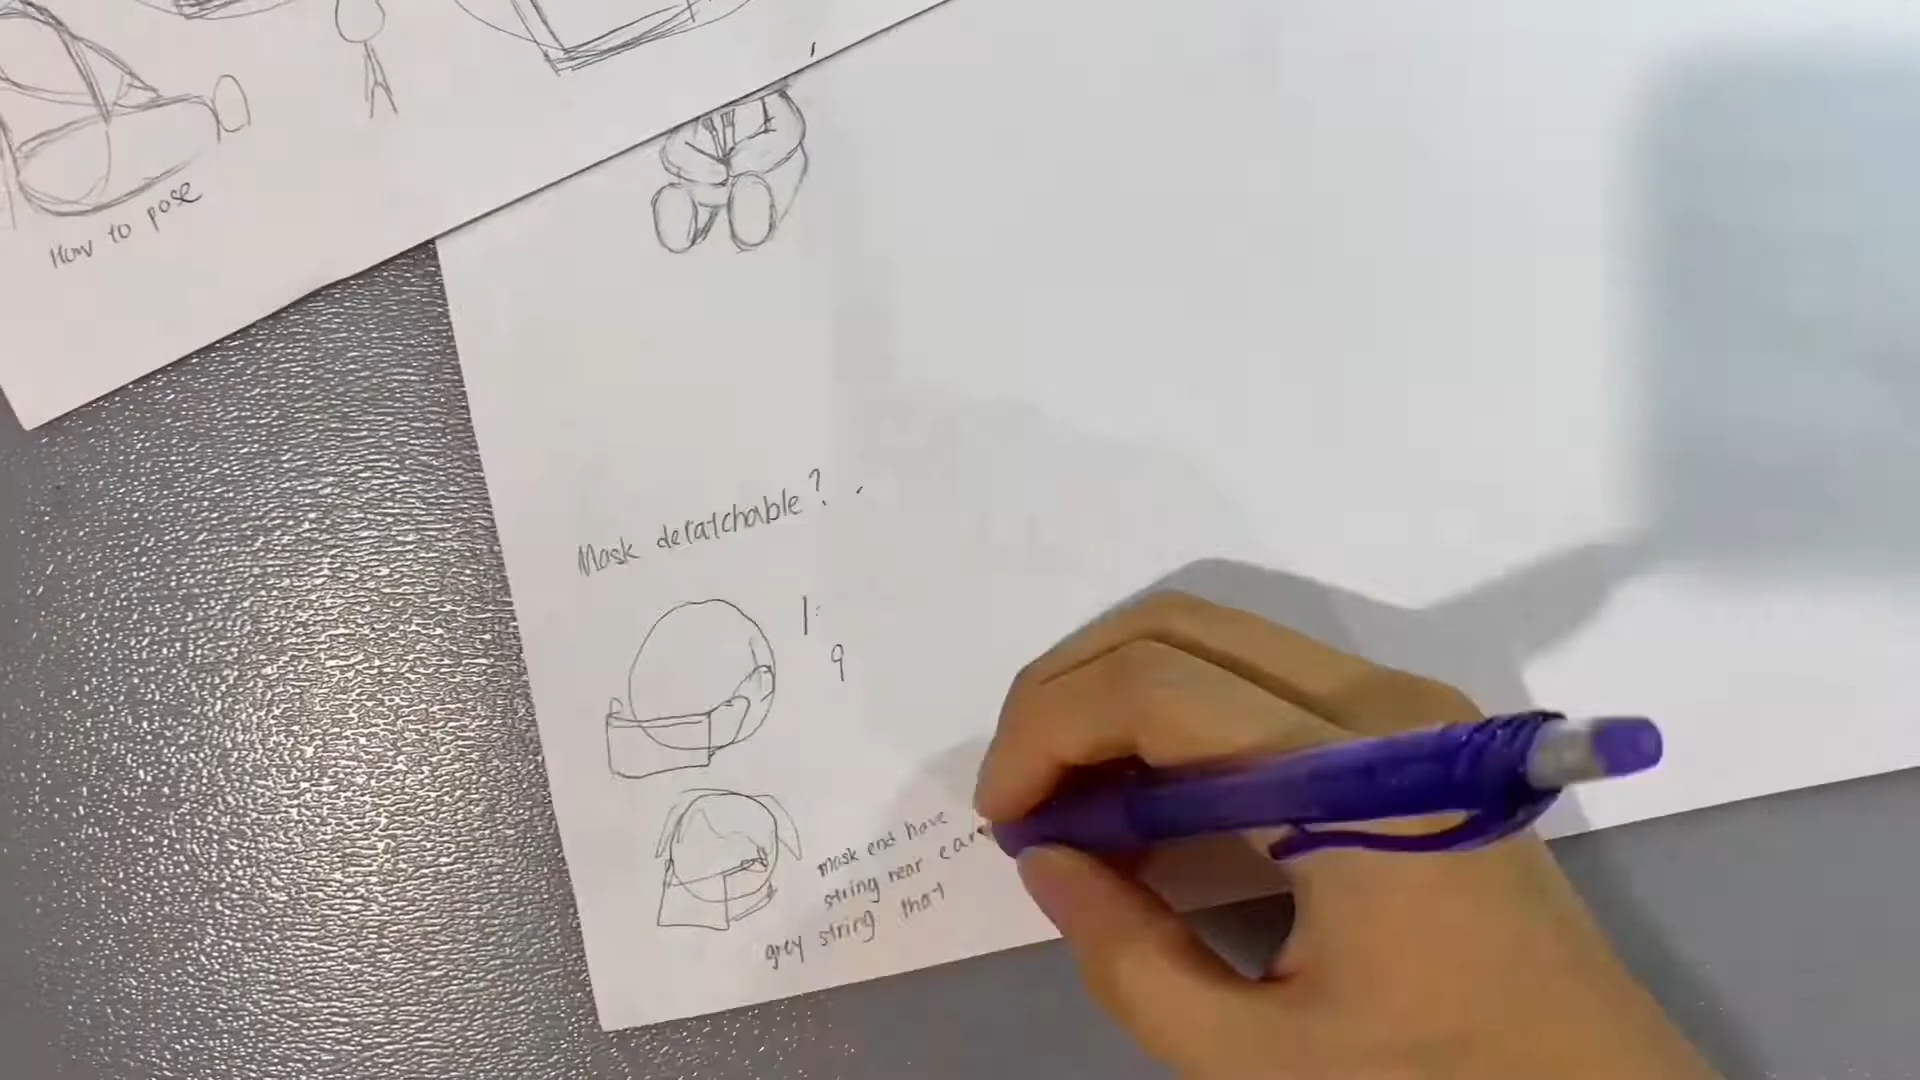 How to pose
Mask detatchable?
1:
9
mask end have
string near ear
grey string that